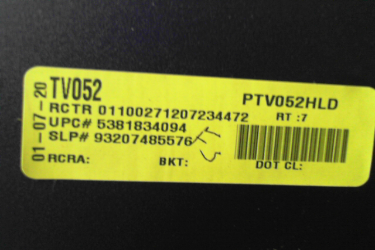 01-07-20
TV052 PTV052HLD
RCTR 01100271207234472 RT :7
UPC# 5381834094
SLP# 93207485576
RCRA: BKT: DOT CL: